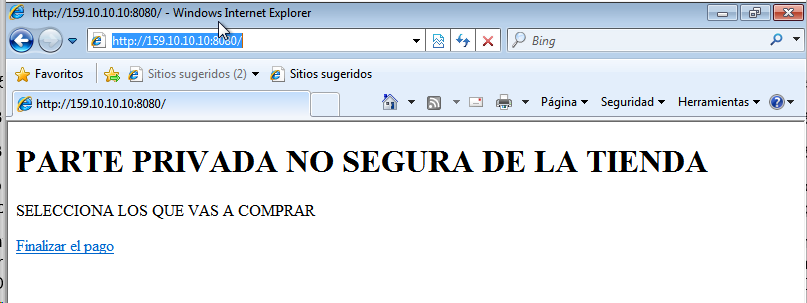 http://159.10.10.10:8080/ - Windows Internet Explorer
http://159.10.10.10:8080/ Bing
Favoritos Sitios sugeridos (2) Sitios sugeridos
http://159.10.10.10:8080/ Página Seguridad Herramientas
PARTE PRIVADA NO SEGURA DE LA TIENDA
SELECCIONA LOS QUE VAS A COMPRAR
Finalizar el pago